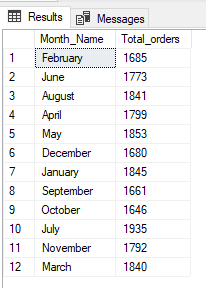 Results Messages
Month_Name Total_orders
1 February 1685
2 June 1773
3 August 1841
4 April 1799
5 May 1853
6 December 1680
7 January 1845
8 September 1661
9 October 1646
10 July 1935
11 November 1792
12 March 1840